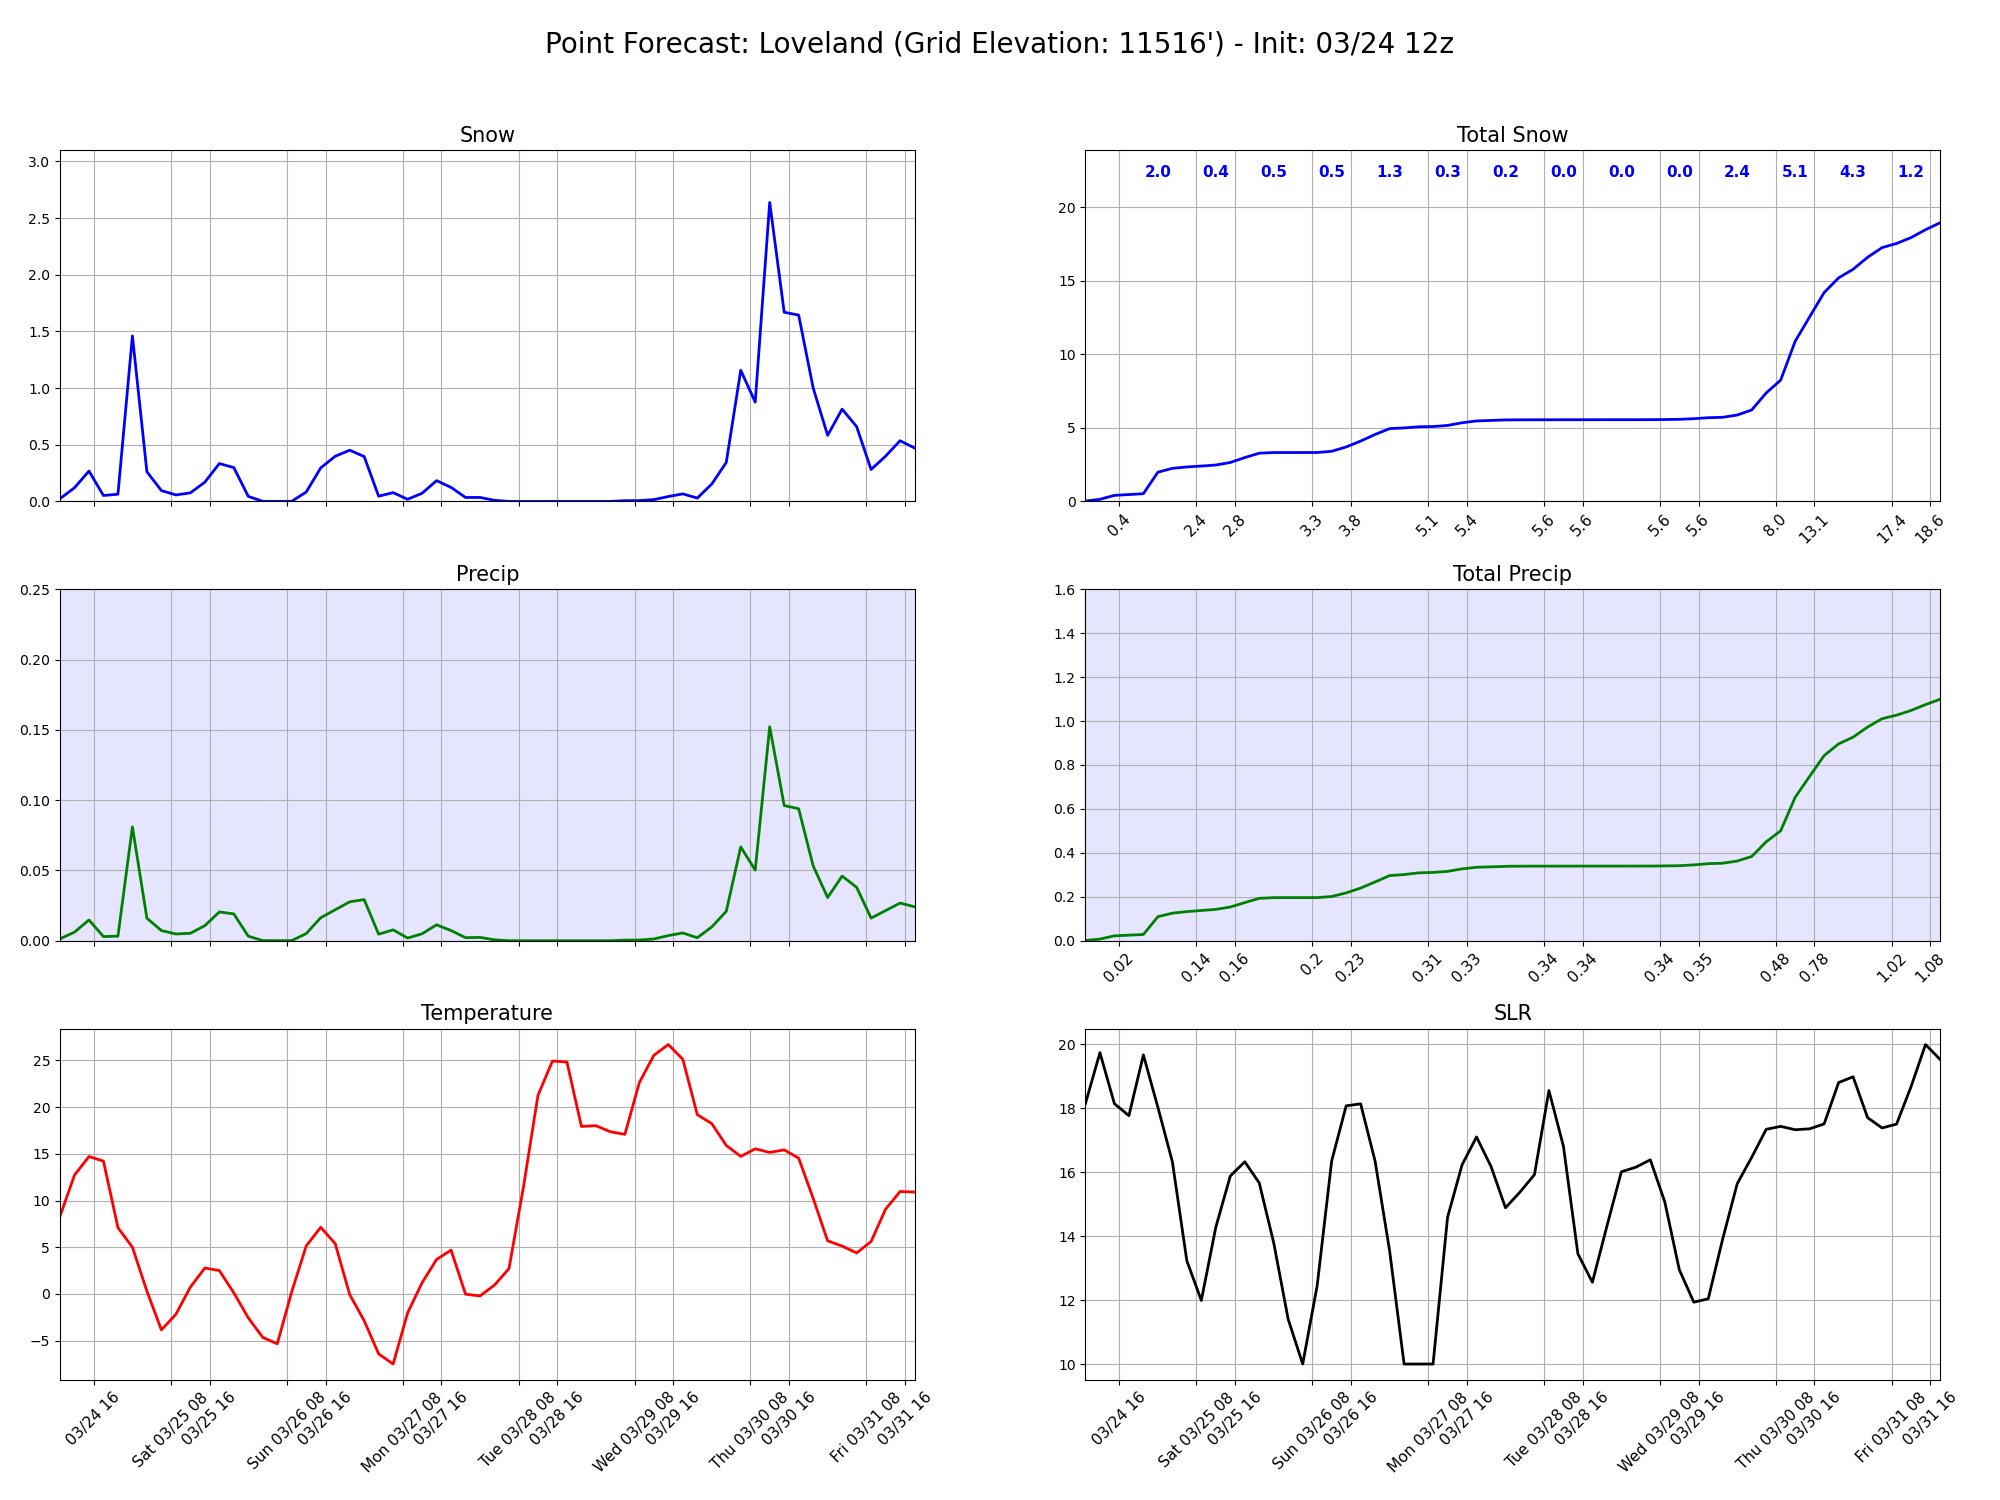 Point Forecast: Loveland (Grid Elevation: 11516') - Init: 03/24 12z
Snow
3.0
2.5
2.0
1.5
1.0
0.5
0.0
Total Snow
2.0 0.4 0.5 0.5 1.3 0.3 0.2 0.0 0.0 0.0 2.4 5.1 4.3 1.2
20
15
10
5
0
0.4 2.4 2.8 3.3 3.8 5.1 5.4 5.6 5.6 5.6 5.6 8.0 13.1 17.4 18.6
Precip
0.25
0.20
0.15
0.10
0.05
0.00
Total Precip
1.6
1.4
1.2
1.0
0.8
0.6
0.4
0.2
0.0
0.02 0.14 0.16 0.2 0.23 0.31 0.33 0.34 0.34 0.34 0.35 0.48 0.78 1.02 1.08
Temperature
25
20
15
10
5
0
−5
03/24 16
Sat 03/25 08
03/25 16
Sun 03/26 08
03/26 16
Mon 03/27 08
03/27 16
Tue 03/28 08
03/28 16
Wed 03/29 08
03/29 16
Thu 03/30 08
03/30 16
Fri 03/31 08
03/31 16
SLR
20
18
16
14
12
10
03/24 16
Sat 03/25 08
03/25 16
Sun 03/26 08
03/26 16
Mon 03/27 08
03/27 16
Tue 03/28 08
03/28 16
Wed 03/29 08
03/29 16
Thu 03/30 08
03/30 16
Fri 03/31 08
03/31 16